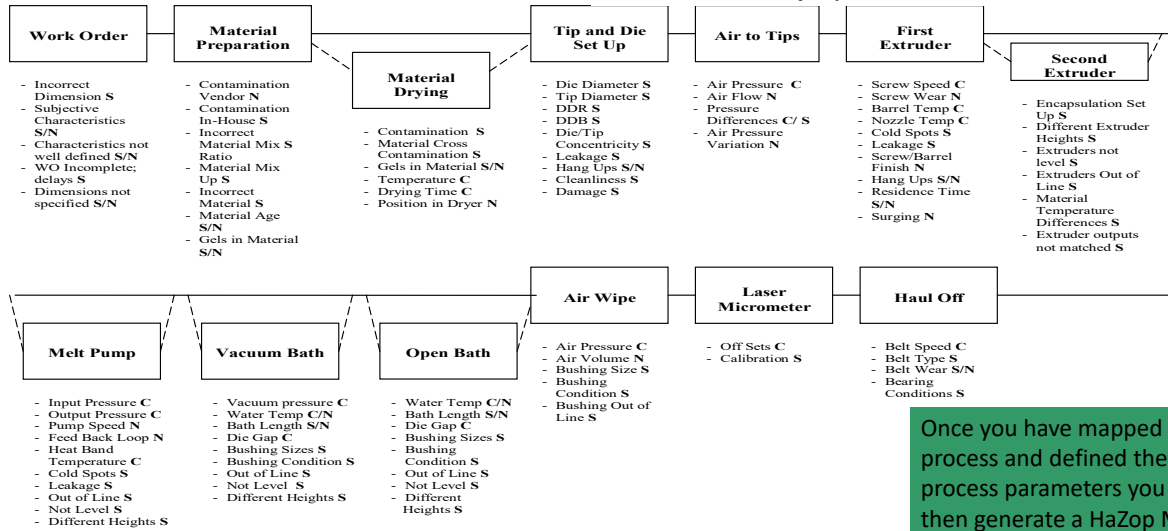 Work Order
Material
Preparation
Material
Drying
Tip and Die
Set Up
Air to Tips
First
Extruder
Second
Extruder
- Incorrect
Dimension S
- Subjective
Characteristics
S/N
- Characteristics not
well defined S/N
- WO Incomplete;
delays S
- Dimensions not
specified S/N
- Contamination
Vendor N
- Contamination
In-House S
- Incorrect
Material Mix S
Ratio
- Material Mix
Up S
- Incorrect
Material S
- Material Age
S/N
- Gels in Material
S/N
- Contamination S
- Material Cross
Contamination S
- Gels in Material S/N
- Temperature C
- Drying Time C
- Position in Dryer N
- Die Diameter S
- Tip Diameter S
- DDR S
- DDB S
- Die/Tip
Concentricity S
- Leakage S
- Hang Ups S/N
- Cleanliness S
- Damage S
- Air Pressure C
- Air Flow N
- Pressure
Differences C/ S
- Air Pressure
Variation N
- Screw Speed C
- Screw Wear N
- Barrel Temp C
- Nozzle Temp C
- Cold Spots S
- Leakage S
- Screw/Barrel
Finish N
- Hang Ups S/N
- Residence Time
S/N
- Surging N
- Encapsulation Set
Up S
- Different Extruder
Heights S
- Extruders not
level S
- Extruders Out of
Line S
- Material
Temperature
Differences S
- Extruder outputs
not matched S
Melt Pump
Vacuum Bath
Open Bath
Air Wipe
Laser
Micrometer
Haul Off
- Input Pressure C
- Output Pressure C
- Pump Speed N
- Feed Back Loop N
- Heat Band
Temperature C
- Cold Spots S
- Leakage S
- Out of Line S
- Not Level S
- Different Heights S
- Vacuum pressure C
- Water Temp C/N
- Bath Length S/N
- Die Gap C
- Bushing Sizes S
- Bushing Condition S
- Out of Line S
- Not Level S
- Different Heights S
- Water Temp C/N
- Bath Length S/N
- Die Gap C
- Bushing Sizes S
- Bushing
Condition S
- Out of Line S
- Not Level S
- Different
Heights S
- Air Pressure C
- Air Volume N
- Bushing Size S
- Bushing
Condition S
- Bushing Out of
Line S
- Off Sets C
- Calibration S
- Belt Speed C
- Belt Type S
- Belt Wear S/N
- Bearing
Conditions S
Once you have mapped
process and defined the
process parameters you
then generate a HaZop